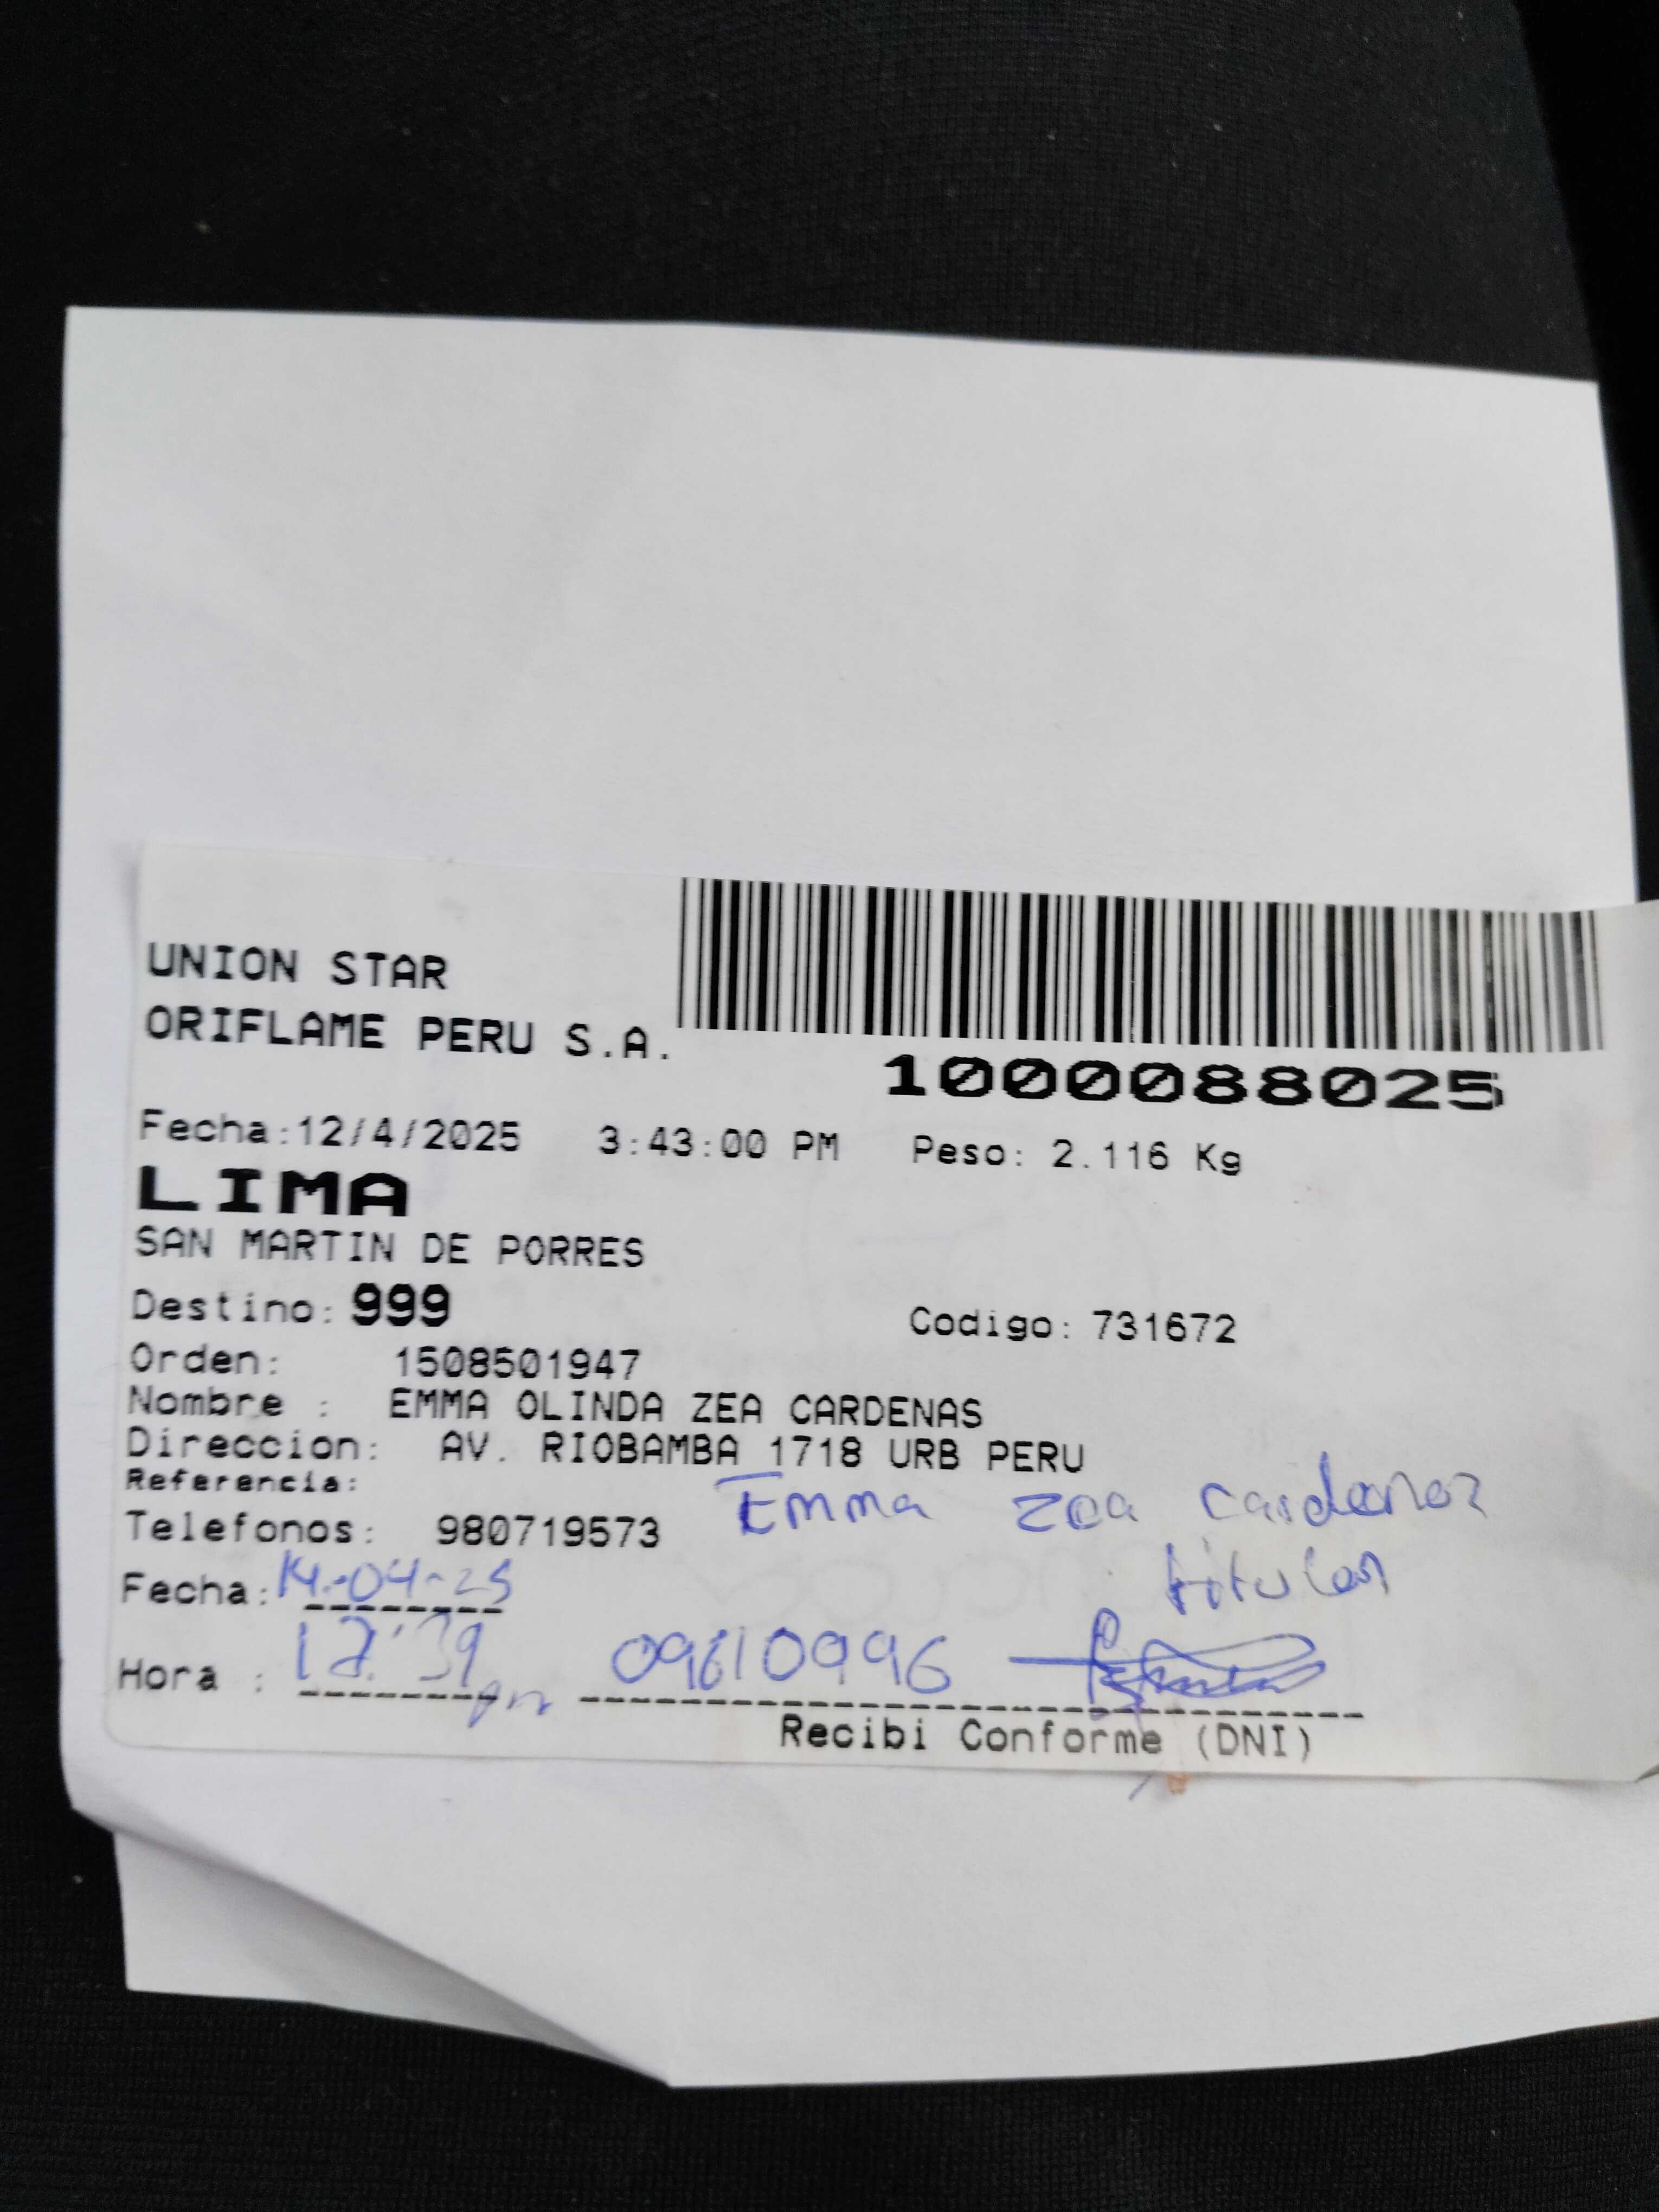 UNION STAR
ORIFLAME PERU S.A.
1000088025
Fecha:12/4/2025 3:43:00 PM Peso: 2.116 Kg
LIMA
SAN MARTIN DE PORRES
Destino: 999 Codigo: 731672
Orden: 1508501947
Nombre : EMMA OLINDA ZEA CARDENAS
Direccion: AV. RIOBAMBA 1718 URB PERU
Referencia:
Emma Zea Cardenas
Telefonos: 980719573
titular
Fecha: 14-04-25
Hora : 12:39 pm 09610996
Recibi Conforme (DNI)